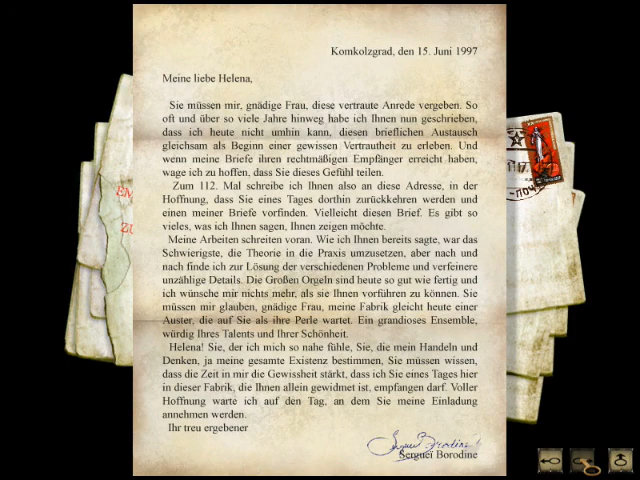 Komkolzgrad, den 15. Juni 1997
Meine liebe Helena,
Sie müssen mir, gnädige Frau, diese vertraute Anrede vergeben. So
oft und über so viele Jahre hinweg habe ich Ihnen nun geschrieben,
dass ich heute nicht umhin kann, diesen brieflichen Austausch
gleichsam als Beginn einer gewissen Vertrautheit zu erleben. Und
wenn meine Briefe ihren rechtmäßigen Empfänger erreicht haben,
wage ich zu hoffen, dass Sie dieses Gefühl teilen.
Zum 112. Mal schreibe ich Ihnen also an diese Adresse, in der
Hoffnung, dass Sie eines Tages dorthin zurückkehren werden und
einen meiner Briefe vorfinden. Vielleicht diesen Brief. Es gibt so
vieles, was ich Ihnen sagen, Ihnen zeigen möchte.
Meine Arbeiten schreiten voran. Wie ich Ihnen bereits sagte, war das
Schwierigste, die Theorie in die Praxis umzusetzen, aber nach und
nach finde ich zur Lösung der verschiedenen Probleme und verfeinere
unzählige Details. Die Großen Orgeln sind heute so gut wie fertig und
ich wünsche mir nichts mehr, als sie Ihnen vorführen zu können. Sie
müssen mir glauben, gnädige Frau, meine Fabrik gleicht heute einer
Auster, die auf Sie als ihre Perle wartet. Ein grandioses Ensemble,
würdig Ihres Talents und Ihrer Schönheit.
Helena! Sie, der ich mich so nahe fühle, Sie, die mein Handeln und
Denken, ja meine gesamte Existenz bestimmen, Sie müssen wissen,
dass die Zeit in mir die Gewissheit stärkt, dass ich Sie eines Tages hier
in dieser Fabrik, die Ihnen allein gewidmet ist, empfangen darf. Voller
Hoffnung warte ich auf den Tag, an dem Sie meine Einladung
annehmen werden.
Ihr treu ergebener
Serguei Borodine
Serguei Borodine